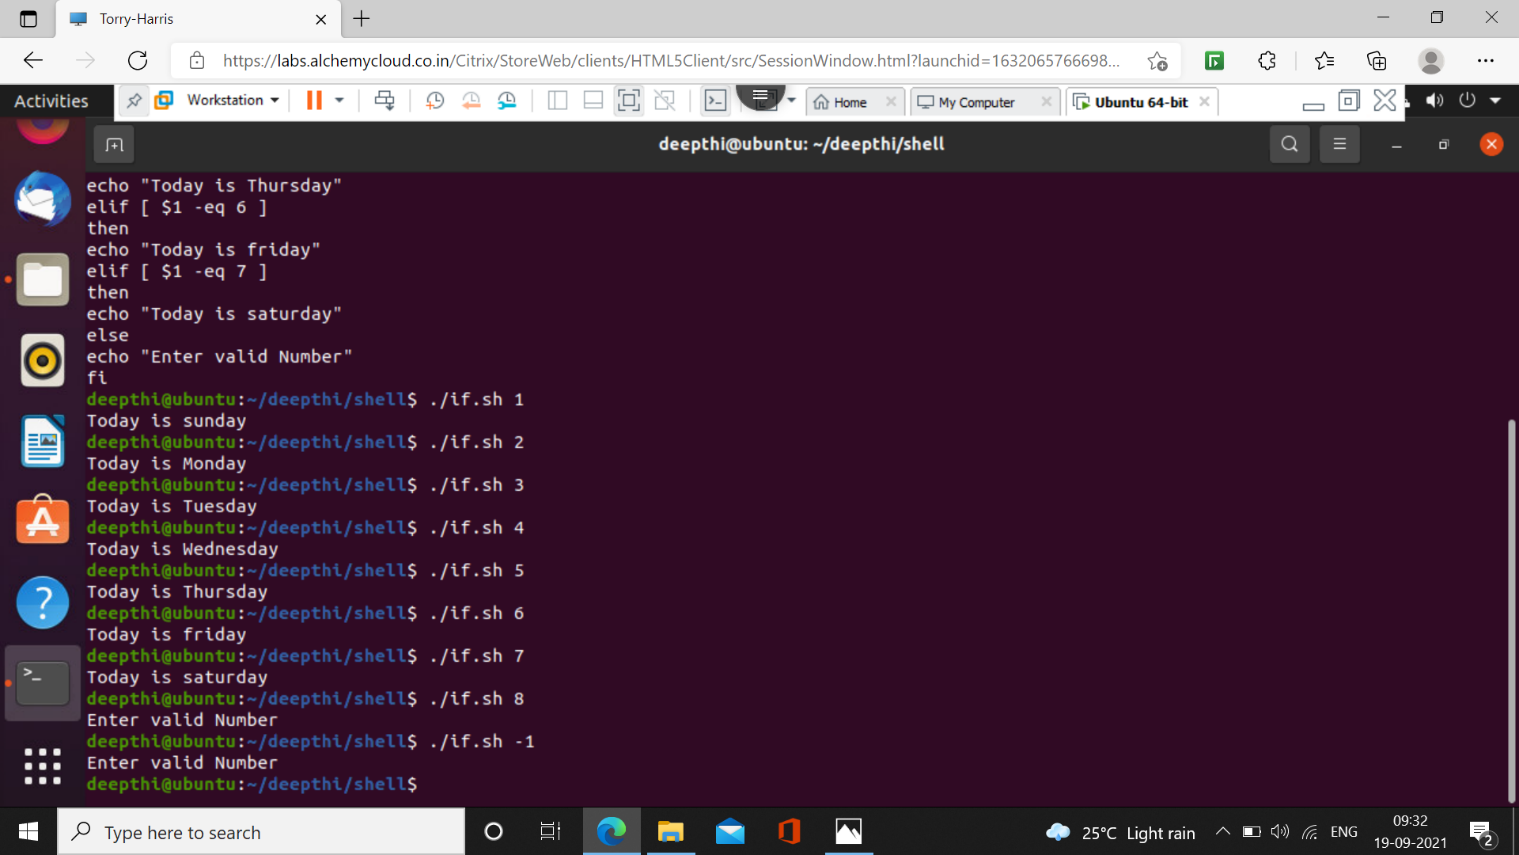 Torry-Harris
https://labs.alchemycloud.co.in/Citrix/StoreWeb/clients/HTML5Client/src/SessionWindow.html?launchid=1632065766698...
Activities
Workstation
Home
My Computer
Ubuntu 64-bit
deepthi@ubuntu: ~/deepthi/shell
echo "Today is Thursday"
elif [ $1 -eq 6 ]
then
echo "Today is friday"
elif [ $1 -eq 7 ]
then
echo "Today is saturday"
else
echo "Enter valid Number"
fi
deepthi@ubuntu:~/deepthi/shell$ ./if.sh 1
Today is sunday
deepthi@ubuntu:~/deepthi/shell$ ./if.sh 2
Today is Monday
deepthi@ubuntu:~/deepthi/shell$ ./if.sh 3
Today is Tuesday
deepthi@ubuntu:~/deepthi/shell$ ./if.sh 4
Today is Wednesday
deepthi@ubuntu:~/deepthi/shell$ ./if.sh 5
Today is Thursday
deepthi@ubuntu:~/deepthi/shell$ ./if.sh 6
Today is friday
deepthi@ubuntu:~/deepthi/shell$ ./if.sh 7
Today is saturday
deepthi@ubuntu:~/deepthi/shell$ ./if.sh 8
Enter valid Number
deepthi@ubuntu:~/deepthi/shell$ ./if.sh -1
Enter valid Number
deepthi@ubuntu:~/deepthi/shell$
Type here to search
25°C Light rain
ENG
09:32
19-09-2021
2